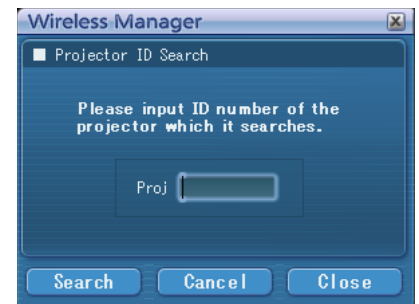 Wireless Manager
Projector ID Search
Please input ID number of the
projector which it searches.
Proj
Search Cancel Close